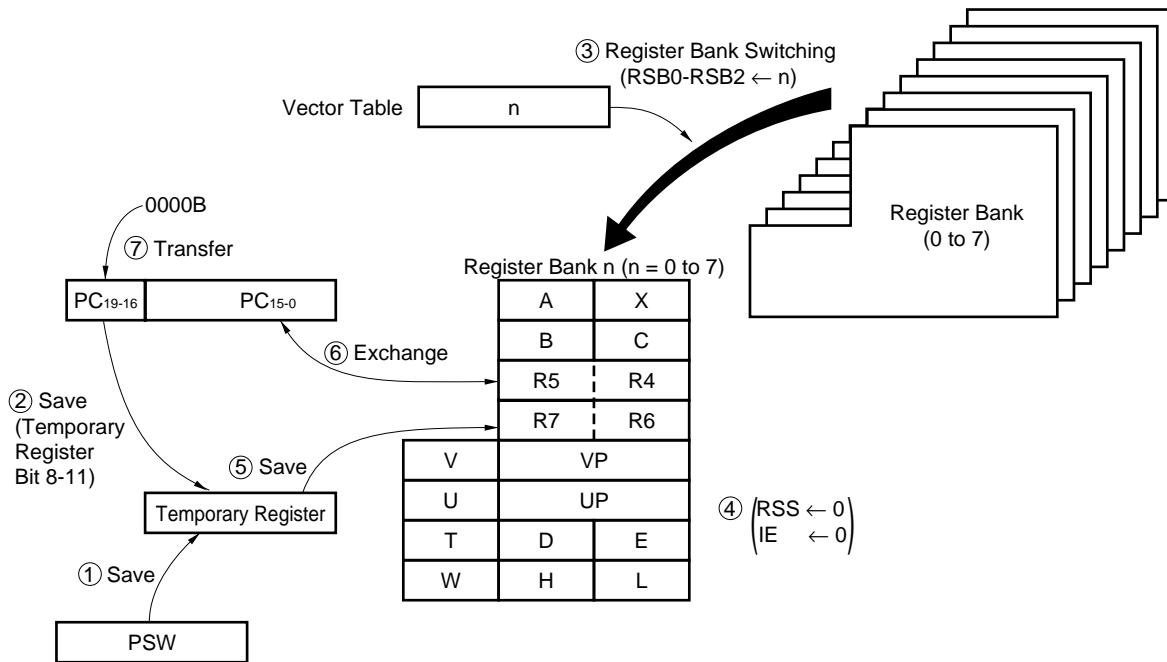 ③ Register Bank Switching
(RSB0-RSB2 ← n)
Vector Table
n
Register Bank
(0 to 7)
0000B
⑦ Transfer
PC19-16
PC15-0
Register Bank n (n = 0 to 7)
A X
B C
⑥ Exchange
R5 R4
R7 R6
② Save
(Temporary
Register
Bit 8-11)
⑤ Save
V VP
U UP
T D E
W H L
④ (RSS ← 0
IE ← 0)
Temporary Register
① Save
PSW